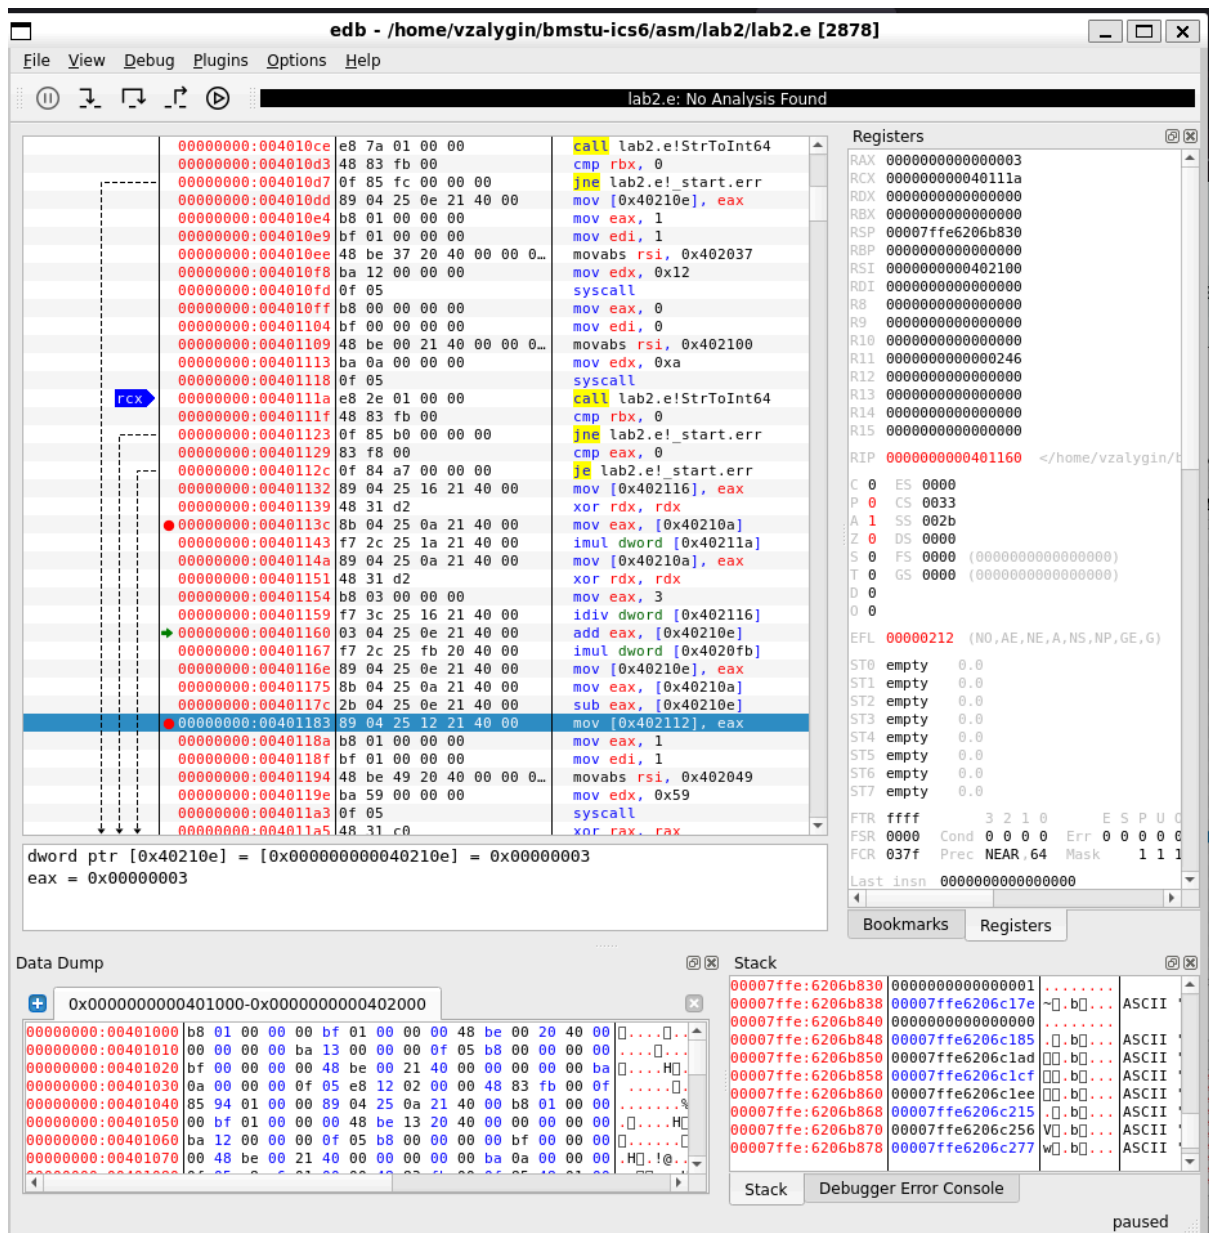 edb - /home/vzalygin/bmstu-ics6/asm/lab2/lab2.e [2878]
File View Debug Plugins Options Help
lab2.e: No Analysis Found
00000000:004010ce e8 7a 01 00 00 call lab2.e!StrToInt64
00000000:004010d3 48 83 fb 00 cmp rbx, 0
00000000:004010d7 0f 85 fc 00 00 00 jne lab2.e!_start.err
00000000:004010dd 89 04 25 0e 21 40 00 mov [0x40210e], eax
00000000:004010e4 b8 01 00 00 00 mov eax, 1
00000000:004010e9 bf 01 00 00 00 mov edi, 1
00000000:004010ee 48 be 37 20 40 00 00 0… movabs rsi, 0x402037
00000000:004010f8 ba 12 00 00 00 mov edx, 0x12
00000000:004010fd 0f 05 syscall
00000000:004010ff b8 00 00 00 00 mov eax, 0
00000000:00401104 bf 00 00 00 00 mov edi, 0
00000000:00401109 48 be 00 21 40 00 00 0… movabs rsi, 0x402100
00000000:00401113 ba 0a 00 00 00 mov edx, 0xa
00000000:00401118 0f 05 syscall
rcx 00000000:0040111a e8 2e 01 00 00 call lab2.e!StrToInt64
00000000:0040111f 48 83 fb 00 cmp rbx, 0
00000000:00401123 0f 85 b0 00 00 00 jne lab2.e!_start.err
00000000:00401129 83 f8 00 cmp eax, 0
00000000:0040112c 0f 84 a7 00 00 00 je lab2.e!_start.err
00000000:00401132 89 04 25 16 21 40 00 mov [0x402116], eax
00000000:00401139 48 31 d2 xor rdx, rdx
00000000:0040113c 8b 04 25 0a 21 40 00 mov eax, [0x40210a]
00000000:00401143 f7 2c 25 1a 21 40 00 imul dword [0x40211a]
00000000:0040114a 89 04 25 0a 21 40 00 mov [0x40210a], eax
00000000:00401151 48 31 d2 xor rdx, rdx
00000000:00401154 b8 03 00 00 00 mov eax, 3
00000000:00401159 f7 3c 25 16 21 40 00 idiv dword [0x402116]
00000000:00401160 03 04 25 0e 21 40 00 add eax, [0x40210e]
00000000:00401167 f7 2c 25 fb 20 40 00 imul dword [0x4020fb]
00000000:0040116e 89 04 25 0e 21 40 00 mov [0x40210e], eax
00000000:00401175 8b 04 25 0a 21 40 00 mov eax, [0x40210a]
00000000:0040117c 2b 04 25 0e 21 40 00 sub eax, [0x40210e]
00000000:00401183 89 04 25 12 21 40 00 mov [0x402112], eax
00000000:0040118a b8 01 00 00 00 mov eax, 1
00000000:0040118f bf 01 00 00 00 mov edi, 1
00000000:00401194 48 be 49 20 40 00 00 0… movabs rsi, 0x402049
00000000:0040119e ba 59 00 00 00 mov edx, 0x59
00000000:004011a3 0f 05 syscall
00000000:004011a5 48 31 c0 xor rax, rax
dword ptr [0x40210e] = [0x000000000040210e] = 0x00000003
eax = 0x00000003
Registers
RAX 0000000000000003
RCX 000000000040111a
RDX 0000000000000000
RBX 0000000000000000
RSP 00007ffe6206b830
RBP 0000000000000000
RSI 0000000000402100
RDI 0000000000000000
R8 0000000000000000
R9 0000000000000000
R10 0000000000000000
R11 0000000000000246
R12 0000000000000000
R13 0000000000000000
R14 0000000000000000
R15 0000000000000000
RIP 0000000000401160 </home/vzalygin/b
C 0 ES 0000
P 0 CS 0033
A 1 SS 002b
Z 0 DS 0000
S 0 FS 0000 (0000000000000000)
T 0 GS 0000 (0000000000000000)
D 0
O 0
EFL 00000212 (NO,AE,NE,A,NS,NP,GE,G)
ST0 empty 0.0
ST1 empty 0.0
ST2 empty 0.0
ST3 empty 0.0
ST4 empty 0.0
ST5 empty 0.0
ST6 empty 0.0
ST7 empty 0.0
FTR ffff 3 2 1 0 E S P U O
FSR 0000 Cond 0 0 0 0 Err 0 0 0 0 0
FCR 037f Prec NEAR,64 Mask 1 1 1
Last insn 0000000000000000
Bookmarks Registers
Data Dump
0x0000000000401000-0x0000000000402000
00000000:00401000 b8 01 00 00 00 bf 01 00 00 00 48 be 00 20 40 00
00000000:00401010 00 00 00 00 ba 13 00 00 00 0f 05 b8 00 00 00 00
00000000:00401020 bf 00 00 00 00 48 be 00 21 40 00 00 00 00 00 ba
00000000:00401030 0a 00 00 00 0f 05 e8 12 02 00 00 48 83 fb 00 0f
00000000:00401040 85 94 01 00 00 89 04 25 0a 21 40 00 b8 01 00 00
00000000:00401050 00 bf 01 00 00 00 48 be 13 20 40 00 00 00 00 00
00000000:00401060 ba 12 00 00 00 0f 05 b8 00 00 00 00 bf 00 00 00
00000000:00401070 00 48 be 00 21 40 00 00 00 00 00 ba 0a 00 00 00
Stack
00007ffe:6206b830 0000000000000001 ........
00007ffe:6206b838 00007ffe6206c17e ASCII
00007ffe:6206b840 0000000000000000 ........
00007ffe:6206b848 00007ffe6206c185 ASCII
00007ffe:6206b850 00007ffe6206c1ad ASCII
00007ffe:6206b858 00007ffe6206c1cf ASCII
00007ffe:6206b860 00007ffe6206c1ee ASCII
00007ffe:6206b868 00007ffe6206c215 ASCII
00007ffe:6206b870 00007ffe6206c256 ASCII
00007ffe:6206b878 00007ffe6206c277 ASCII
Stack Debugger Error Console
paused